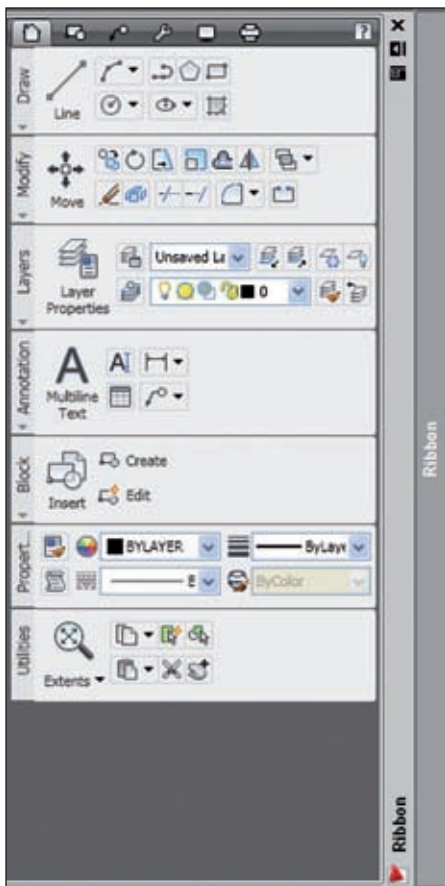 ?
Draw
Line
Modify
Move
Layers
Unsaved La
Layer
Properties
0
Annotation
A
A
Multiline
Text
Block
Insert
Create
Edit
Propert...
BYLAYER
ByLaye
B
ByColor
Utilities
Extents
Ribbon
Ribbon